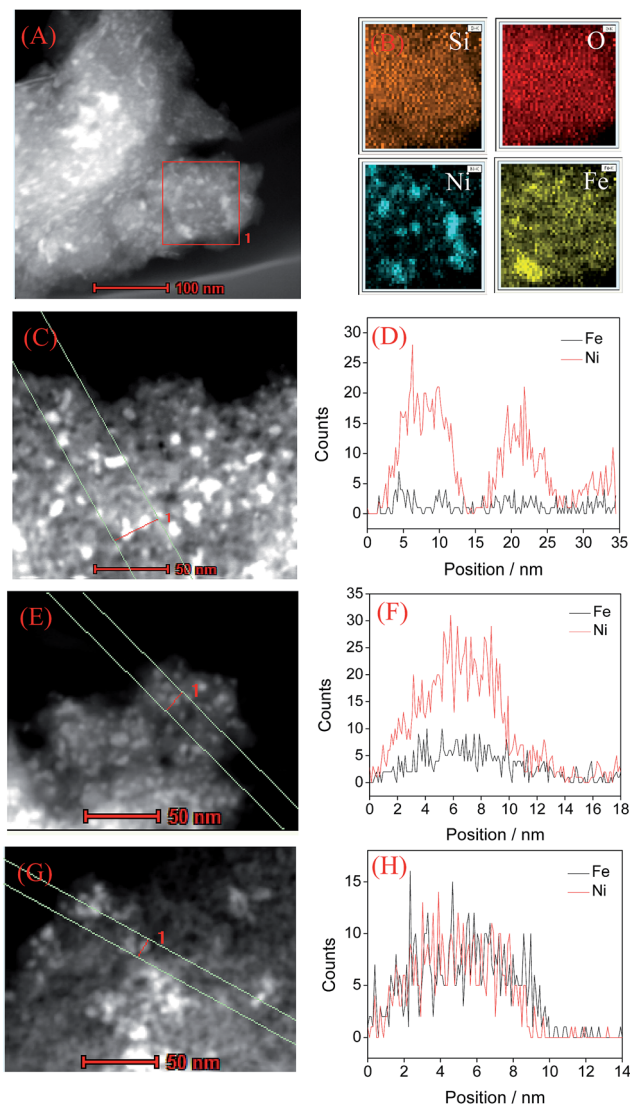 (A)
1
100 nm
(B)
Si
O
Ni
Fe
(C)
1
50 nm
(D)
Fe
Ni
Counts
30
25
20
15
10
5
0
0 5 10 15 20 25 30 35
Position / nm
(E)
1
50 nm
(F)
Fe
Ni
Counts
35
30
25
20
15
10
5
0
0 2 4 6 8 10 12 14 16 18
Position / nm
(G)
1
50 nm
(H)
Fe
Ni
Counts
15
10
5
0
0 2 4 6 8 10 12 14
Position / nm